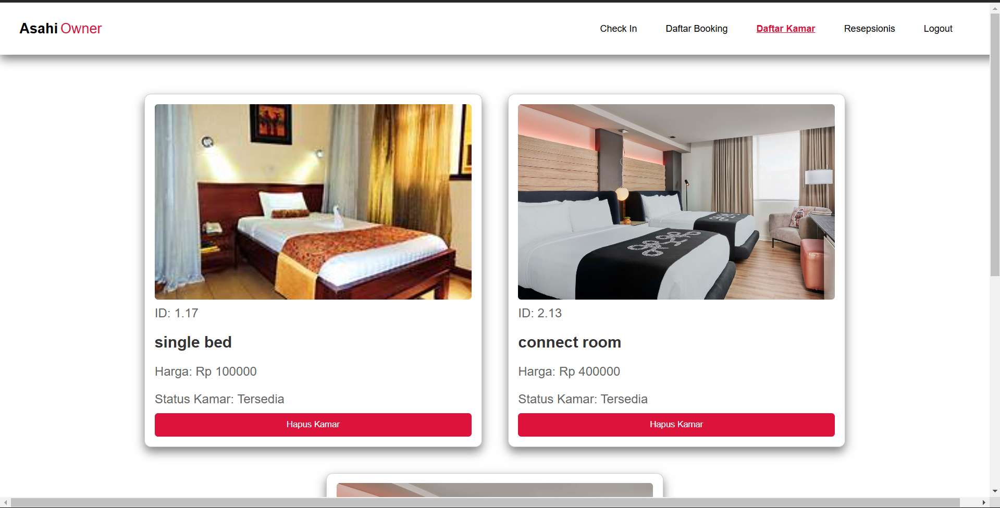 Asahi Owner
Check In
Daftar Booking
Daftar Kamar
Resepsionis
Logout
ID: 1.17
single bed
Harga: Rp 100000
Status Kamar: Tersedia
Hapus Kamar
ID: 2.13
connect room
Harga: Rp 400000
Status Kamar: Tersedia
Hapus Kamar